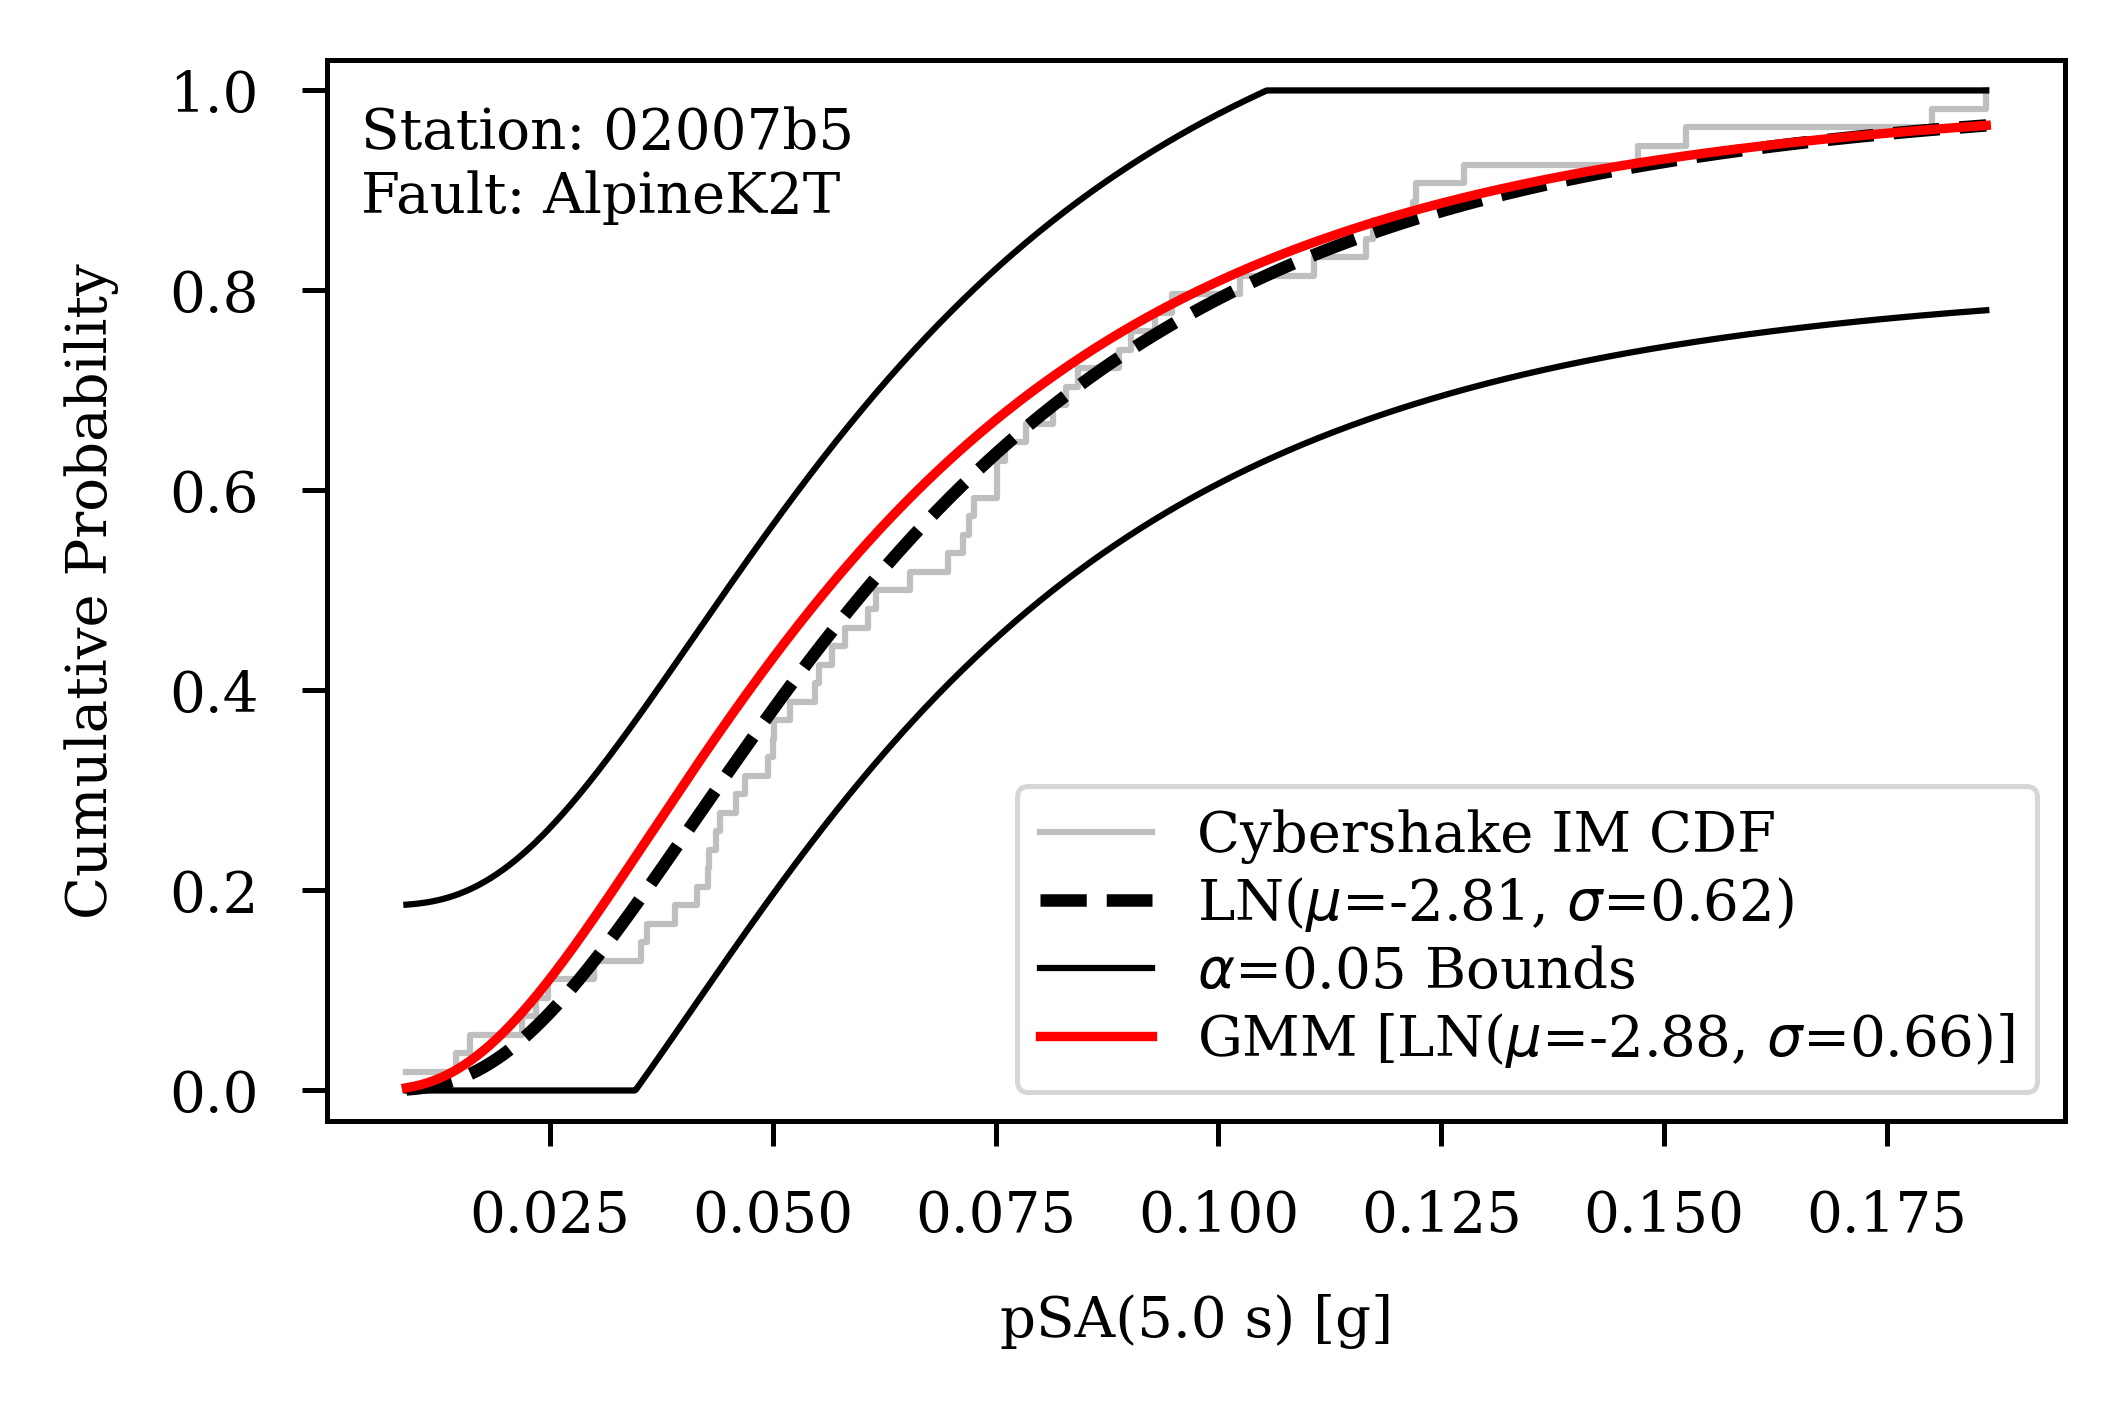 Station: 02007b5
Fault: AlpineK2T
Cumulative Probability
1.0
0.8
0.6
0.4
0.2
0.0
Cybershake IM CDF
LN(μ=-2.81, σ=0.62)
α=0.05 Bounds
GMM [LN(μ=-2.88, σ=0.66)]
0.025 0.050 0.075 0.100 0.125 0.150 0.175
pSA(5.0 s) [g]